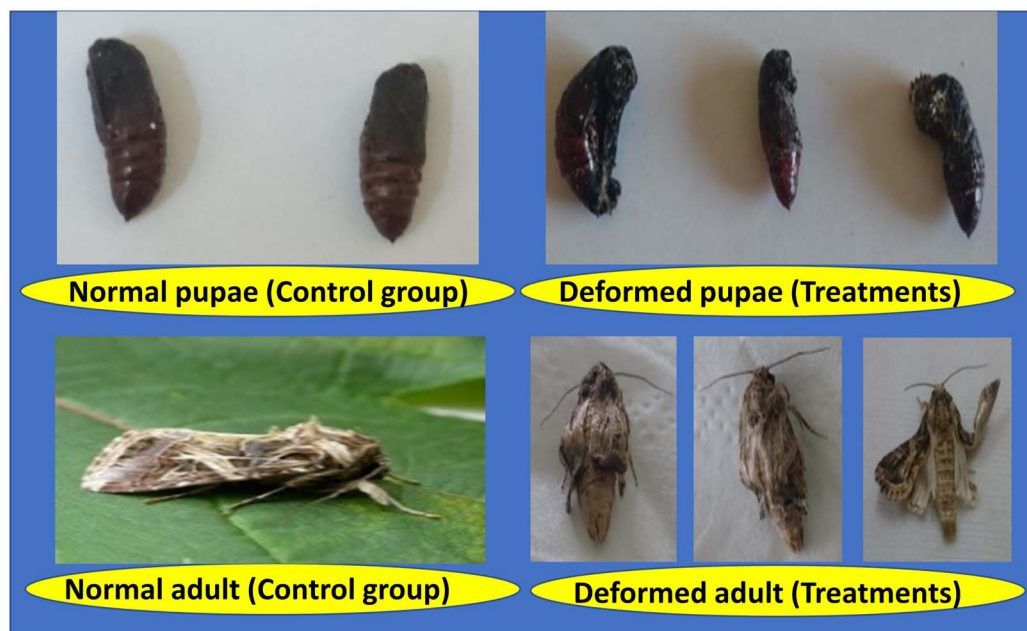 Normal pupae (Control group)
Deformed pupae (Treatments)
Normal adult (Control group)
Deformed adult (Treatments)